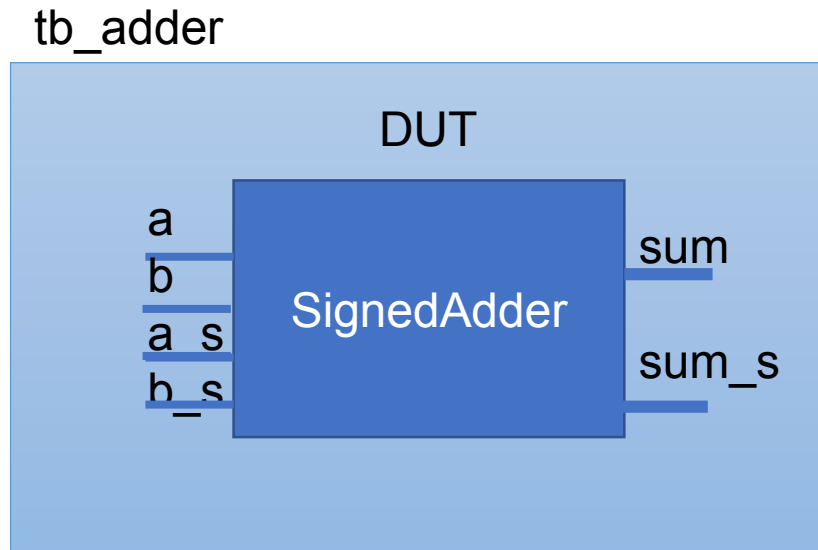 tb_adder
DUT
a
b
a_s
b_s
SignedAdder
sum
sum_s